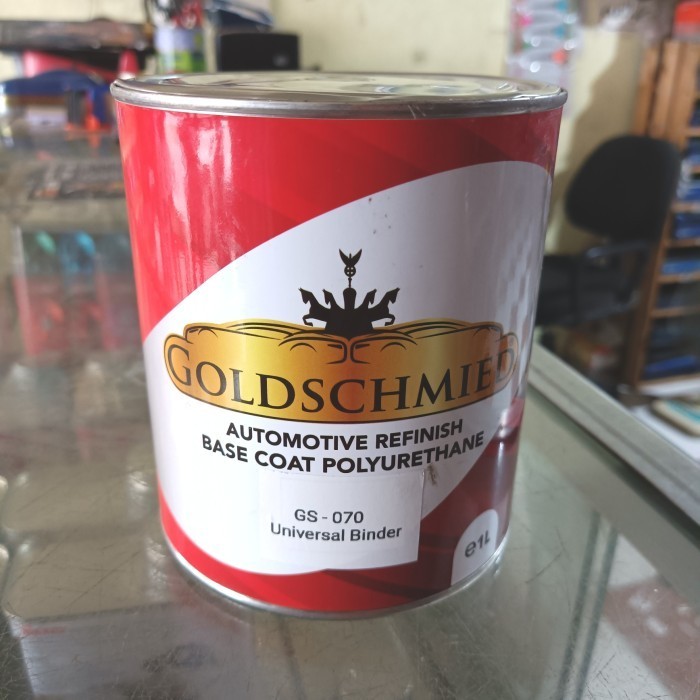 GOLDSCHMIED
AUTOMOTIVE REFINISH
BASE COAT POLYURETHANE
GS - 070
Universal Binder
e1L